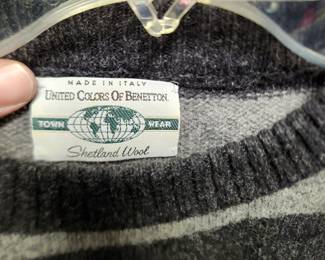 MADE IN ITALY
UNITED COLORS OF BENETTON.
TOWN WEAR
Shetland Wool